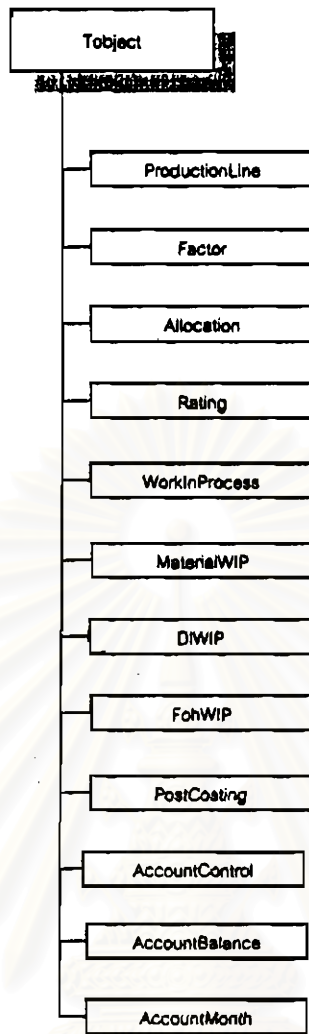 Tobject
ProductionLine
Factor
Allocation
Rating
WorkInProcess
MaterialWIP
DlWIP
FohWIP
PostCosting
AccountControl
AccountBalance
AccountMonth